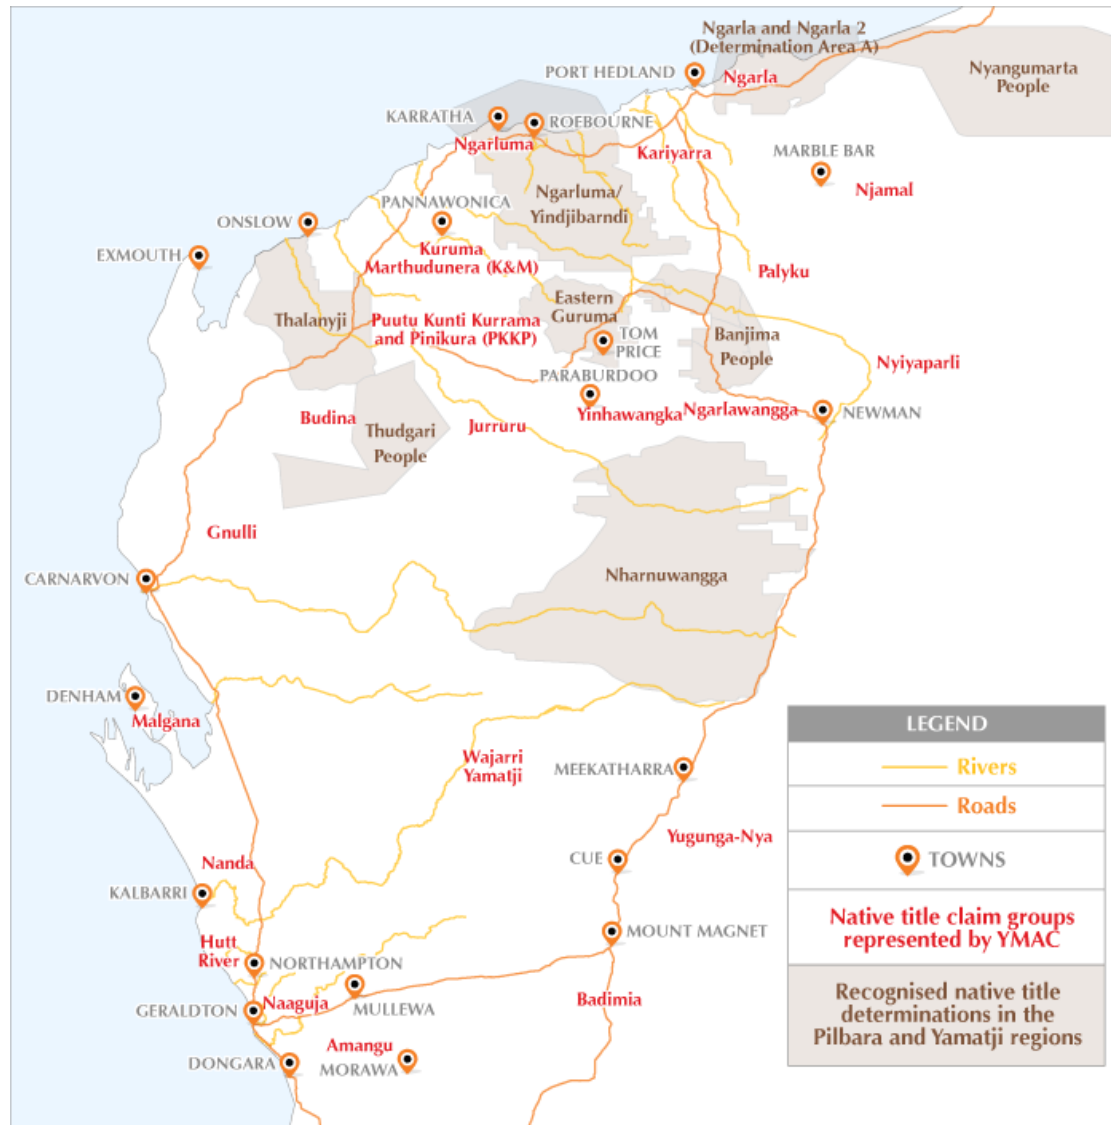 Ngarla and Ngarla 2
(Determination Area A)
Nyangumarta
People
PORT HEDLAND
Ngarla
KARRATHA
ROEBOURNE
Ngarluma
Kariyarra
MARBLE BAR
Njamal
Ngarluma/
Yindjibarndi
PANNAWONICA
ONSLOW
EXMOUTH
Kuruma
Marthudunera (K&M)
Palyku
Eastern
Guruma
Thalanyji
Puutu Kunti Kurrama
and Pinikura (PKKP)
TOM
PRICE
Banjima
People
Nyiyaparli
PARABURDOO
Yinhawangka
Ngarlawangga
NEWMAN
Budina
Thudgari
People
Jurruru
Gnulli
CARNARVON
Nharnuwangga
DENHAM
Malgana
Wajarri
Yamatji
MEEKATHARRA
Yugunga-Nya
CUE
Nanda
KALBARRI
MOUNT MAGNET
Hutt
River
NORTHAMPTON
GERALDTON
Naaguja
MULLEWA
Badimia
Amangu
DONGARA
MORAWA
LEGEND
Rivers
Roads
TOWNS
Native title claim groups
represented by YMAC
Recognised native title
determinations in the
Pilbara and Yamatji regions